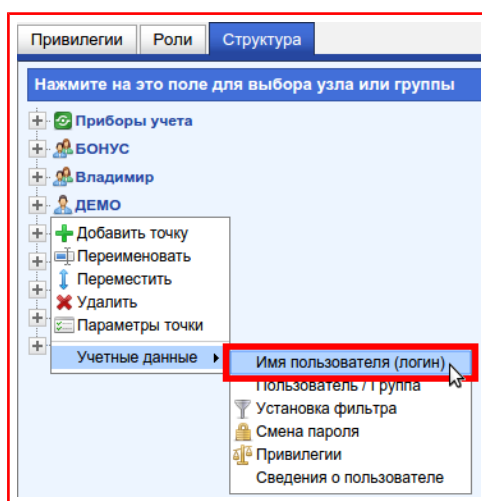 Привилегии Роли Структура
Нажмите на это поле для выбора узла или группы
Приборы учета
БОНУС
Владимир
ДЕМО
Добавить точку
Переименовать
Переместить
Удалить
Параметры точки
Учетные данные
Имя пользователя (логин)
Пользователь / Группа
Установка фильтра
Смена пароля
Привилегии
Сведения о пользователе